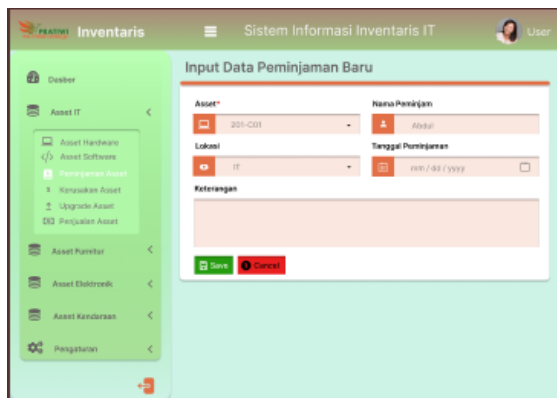 PRATIWI Inventaris
Sistem Informasi Inventaris IT
User
Dasbor
Asset IT
Asset Hardware
Asset Software
Peminjaman Asset
Kerusakan Asset
Upgrade Asset
Penjualan Asset
Asset Furnitur
Asset Elektronik
Asset Kendaraan
Pengaturan
Input Data Peminjaman Baru
Asset*
Nama Peminjam
201-C01
Abdul
Lokasi
Tanggal Peminjaman
IT
mm / dd / yyyy
Keterangan
Save
Cancel